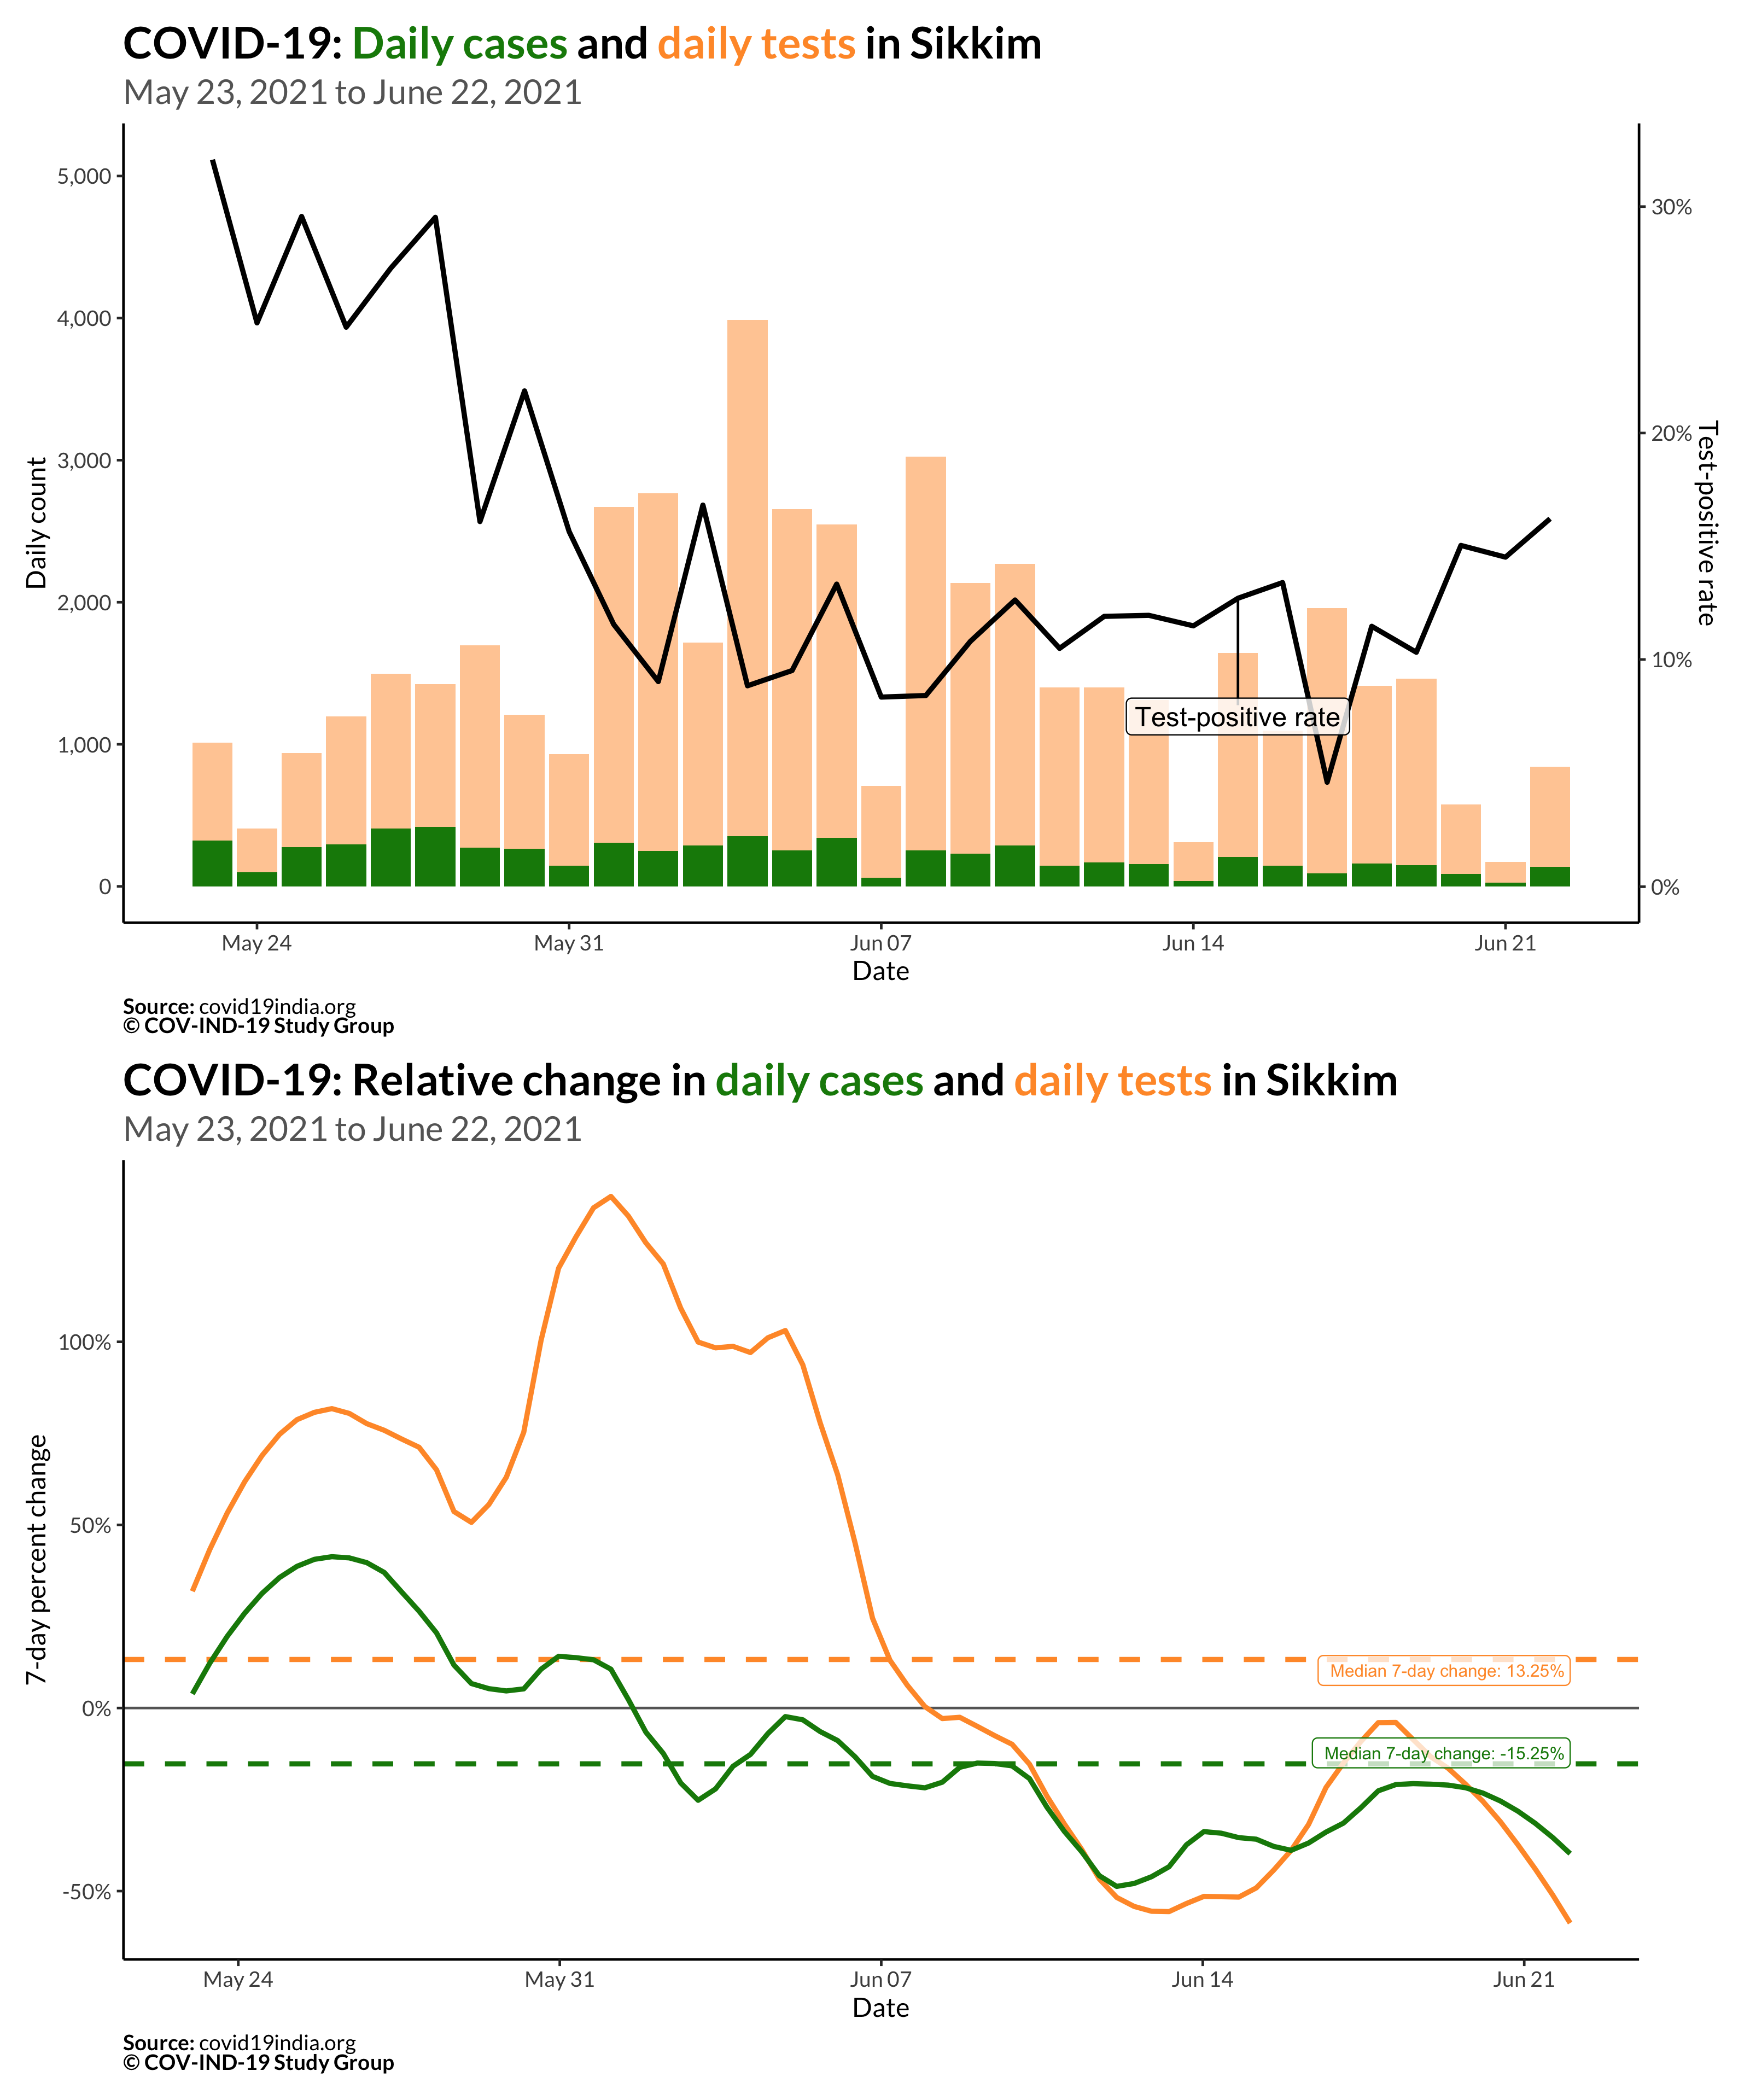 COVID-19: Daily cases and daily tests in Sikkim
May 23, 2021 to June 22, 2021
5,000
4,000
3,000
2,000
1,000
0
Daily count
30%
20%
10%
0%
Test-positive rate
Test-positive rate
May 24
May 31
Jun 07
Jun 14
Jun 21
Date
Source: covid19india.org
© COV-IND-19 Study Group
COVID-19: Relative change in daily cases and daily tests in Sikkim
May 23, 2021 to June 22, 2021
100%
50%
0%
-50%
7-day percent change
Median 7-day change: 13.25%
Median 7-day change: -15.25%
May 24
May 31
Jun 07
Jun 14
Jun 21
Date
Source: covid19india.org
© COV-IND-19 Study Group